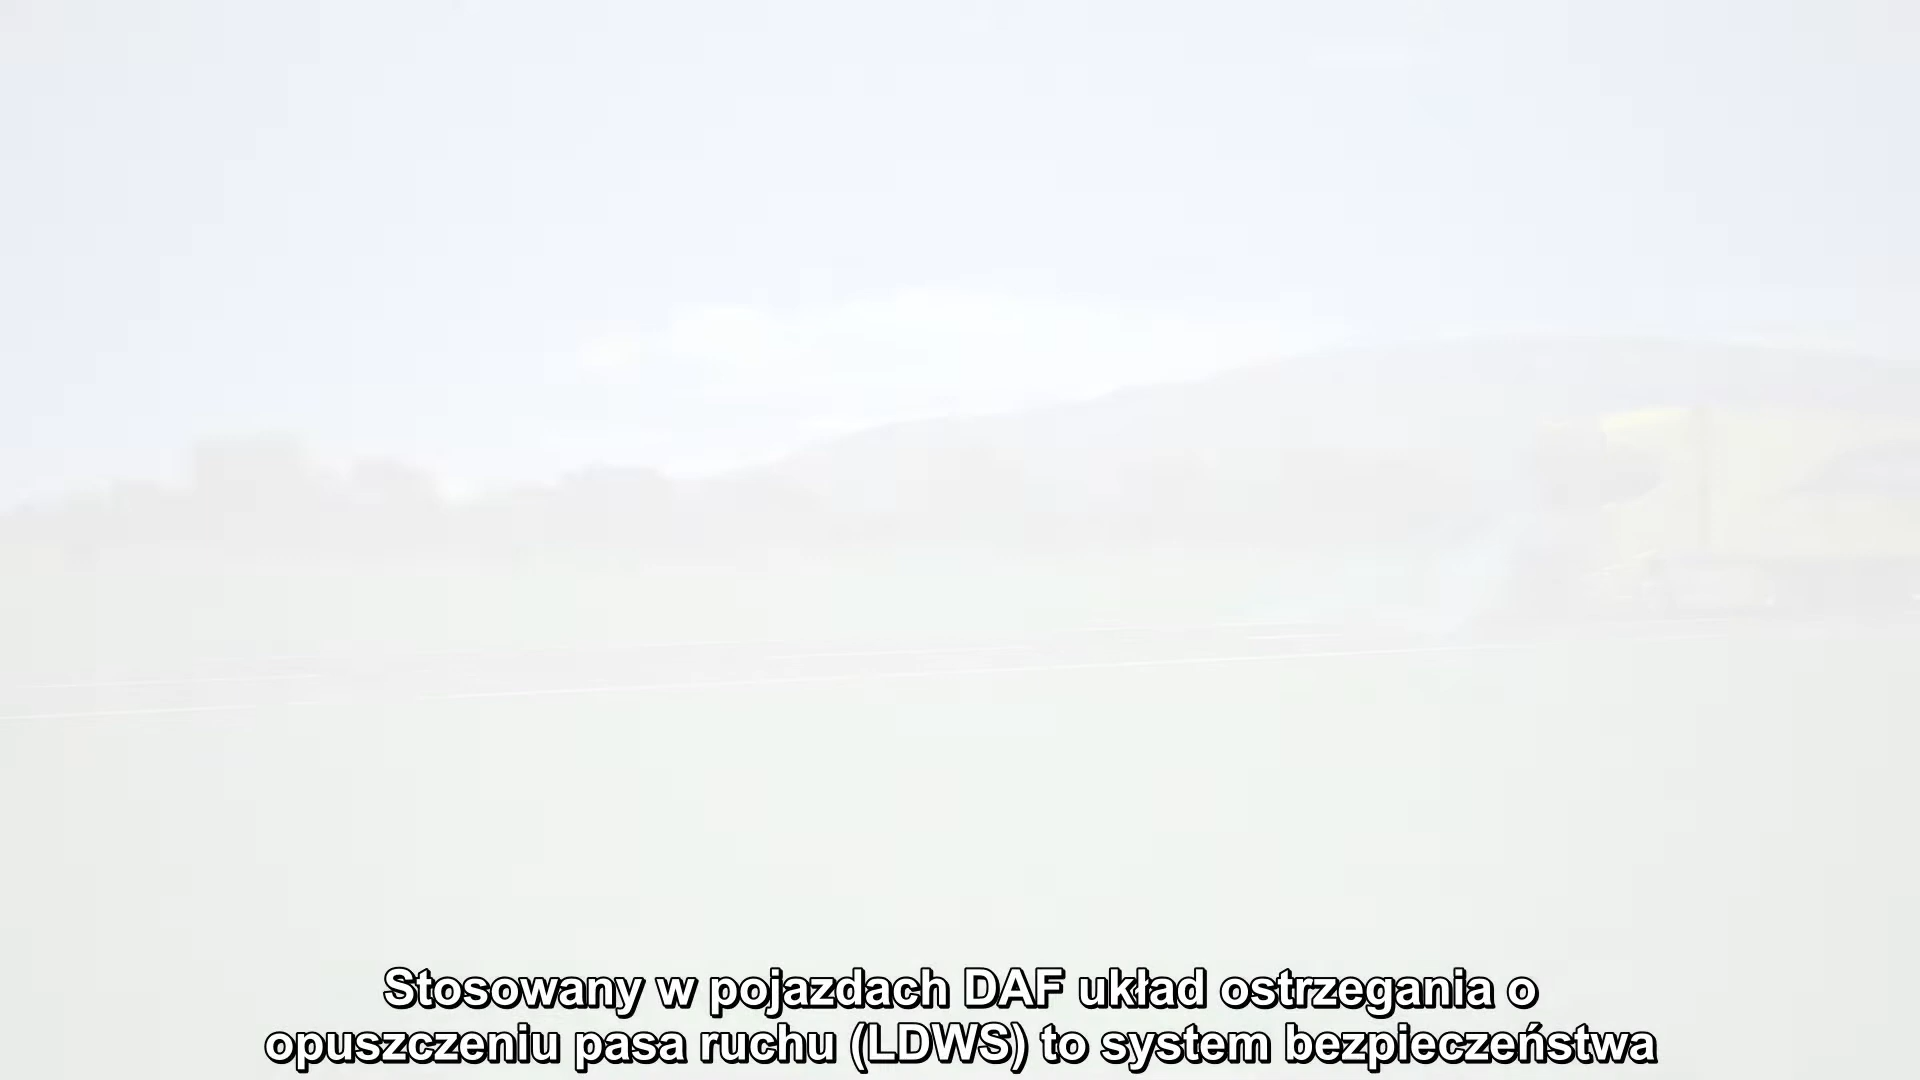 Stosowany w pojazdach DAF układ ostrzegania o
opuszczeniu pasa ruchu (LDWS) to system bezpieczeństwa